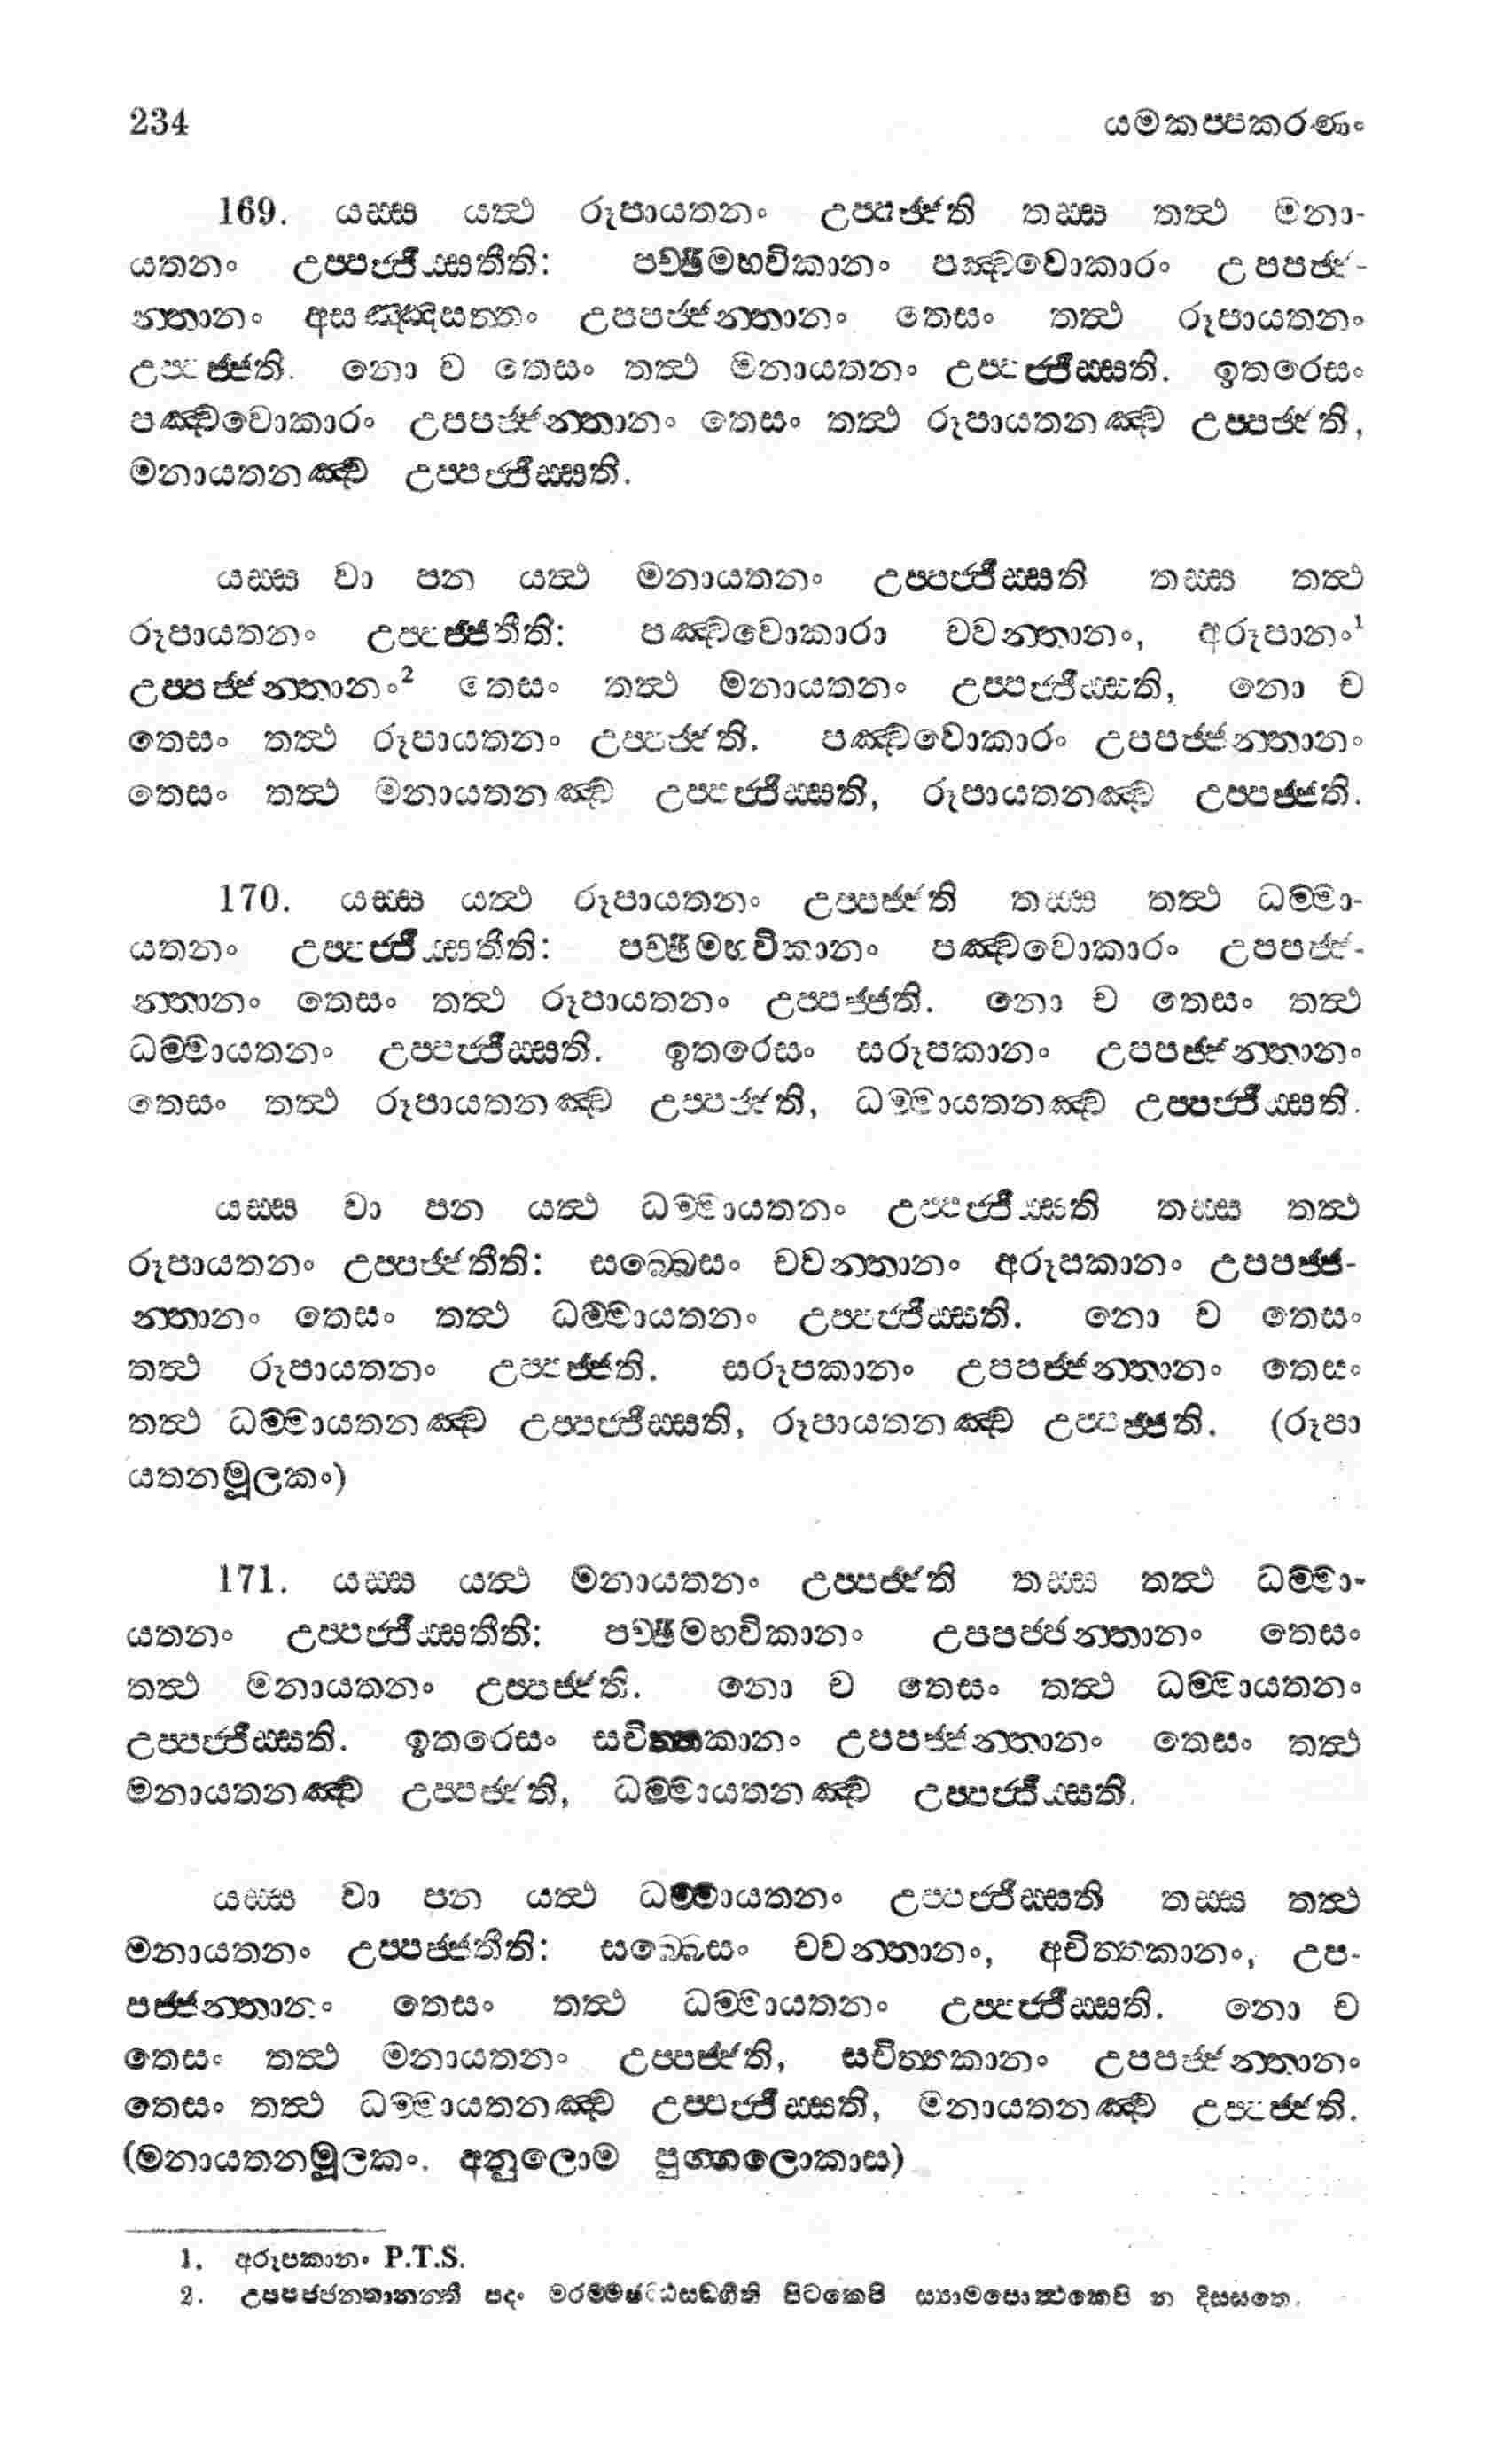 234 යමකප්පකරණං
169. යස්ස යත්ථ රූපායතනං උප්පජ්ජති තස්ස තත්ථ මනා-
යතනං උප්පජ්ජිස්සතීති: පච්ඡිමභවිකානං පඤ්චවොකාරං උපපජ්ජ-
න්තානං අසඤ්ඤසත්තං උපපජ්ජන්තානං තෙසං තත්ථ රූපායතනං
උප්පජ්ජති. නො ච තෙසං තත්ථ මනායතනං උප්පජ්ජිස්සති. ඉතරෙසං
පඤ්චවොකාරං උපපජ්ජන්තානං තෙසං තත්ථ රූපායතනඤ්ච උප්පජ්ජති,
මනායතනඤ්ච උප්පජ්ජිස්සති.
යස්ස වා පන යත්ථ මනායතනං උප්පජ්ජිස්සති තස්ස තත්ථ
රූපායතනං උප්පජ්ජතීති: පඤ්චවොකාරා චවන්තානං, අරූපානං¹
උප්පජ්ජන්තානං² තෙසං තත්ථ මනායතනං උප්පජ්ජිස්සති, නො ච
තෙසං තත්ථ රූපායතනං උප්පජ්ජති. පඤ්චවොකාරං උපපජ්ජන්තානං
තෙසං තත්ථ මනායතනඤ්ච උප්පජ්ජිස්සති, රූපායතනඤ්ච උප්පජ්ජති.
170. යස්ස යත්ථ රූපායතනං උප්පජ්ජති තස්ස තත්ථ ධම්මා-
යතනං උප්පජ්ජිස්සතීති: පච්ඡිමභවිකානං පඤ්චවොකාරං උපපජ්ජ-
න්තානං තෙසං තත්ථ රූපායතනං උප්පජ්ජති. නො ච තෙසං තත්ථ
ධම්මායතනං උප්පජ්ජිස්සති. ඉතරෙසං සරූපකානං උපපජ්ජන්තානං
තෙසං තත්ථ රූපායතනඤ්ච උප්පජ්ජති, ධම්මායතනඤ්ච උප්පජ්ජිස්සති.
යස්ස වා පන යත්ථ ධම්මායතනං උප්පජ්ජිස්සති තස්ස තත්ථ
රූපායතනං උප්පජ්ජතීති: සබ්බෙසං චවන්තානං අරූපකානං උපපජ්ජ-
න්තානං තෙසං තත්ථ ධම්මායතනං උප්පජ්ජිස්සති. නො ච තෙසං
තත්ථ රූපායතනං උප්පජ්ජති. සරූපකානං උපපජ්ජන්තානං තෙසං
තත්ථ ධම්මායතනඤ්ච උප්පජ්ජිස්සති, රූපායතනඤ්ච උප්පජ්ජති. (රූපා
යතනමූලකං)
171. යස්ස යත්ථ මනායතනං උප්පජ්ජති තස්ස තත්ථ ධම්මා-
යතනං උප්පජ්ජිස්සතීති: පච්ඡිමභවිකානං උපපජ්ජන්තානං තෙසං
තත්ථ මනායතනං උප්පජ්ජති. නො ච තෙසං තත්ථ ධම්මායතනං
උප්පජ්ජිස්සති. ඉතරෙසං සචිත්තකානං උපපජ්ජන්තානං තෙසං තත්ථ
මනායතනඤ්ච උප්පජ්ජති, ධම්මායතනඤ්ච උප්පජ්ජිස්සති.
යස්ස වා පන යත්ථ ධම්මායතනං උප්පජ්ජිස්සති තස්ස තත්ථ
මනායතනං උප්පජ්ජතීති: සබ්බෙසං චවන්තානං, අචිත්තකානං, උප-
පජ්ජන්තානං තෙසං තත්ථ ධම්මායතනං උප්පජ්ජිස්සති. නො ච
තෙසං තත්ථ මනායතනං උප්පජ්ජති, සචිත්තකානං උපපජ්ජන්තානං
තෙසං තත්ථ ධම්මායතනඤ්ච උප්පජ්ජිස්සති, මනායතනඤ්ච උප්පජ්ජති.
(මනායතනමූලකං. අනුලොම පුග්ගලොකාස)
1. අරූපකානං P.T.S.
2. උපපජ්ජන්තානන්ති පදං මරම්මඡට්ඨසඞ්ගීති පිටකෙපි ස්‍යාමපොත්ථකෙපි න දිස්සතෙ.